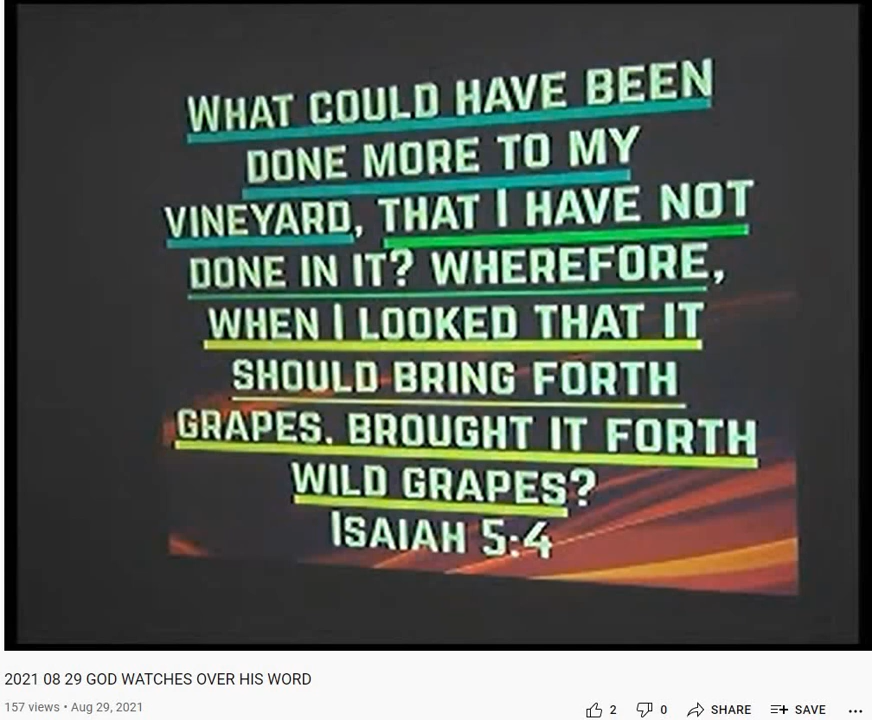 WHAT COULD HAVE BEEN
DONE MORE TO MY
VINEYARD, THAT I HAVE NOT
DONE IN IT? WHEREFORE,
WHEN I LOOKED THAT IT
SHOULD BRING FORTH
GRAPES. BROUGHT IT FORTH
WILD GRAPES?
ISAIAH 5:4
2021 08 29 GOD WATCHES OVER HIS WORD
157 views • Aug 29, 2021
2 0 SHARE SAVE